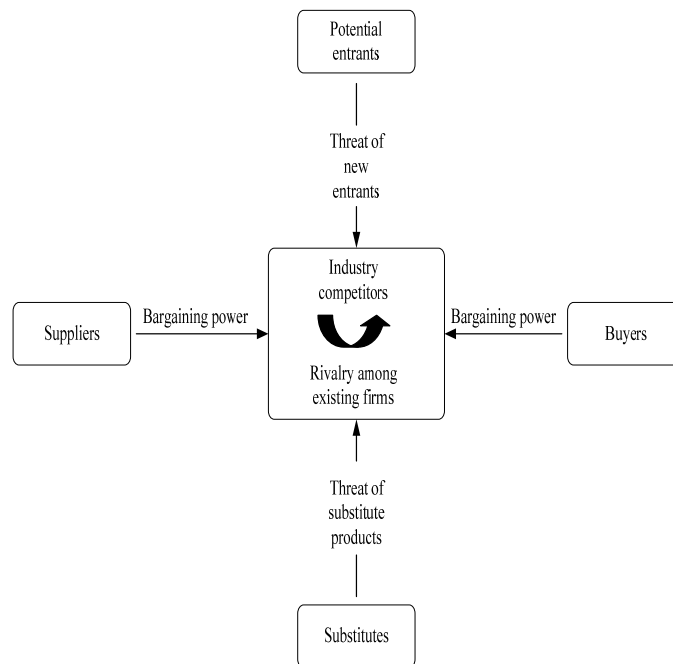 Potential
entrants
Threat of
new
entrants
Industry
competitors
Suppliers
Bargaining power
Bargaining power
Buyers
Rivalry among
existing firms
Threat of
substitute
products
Substitutes